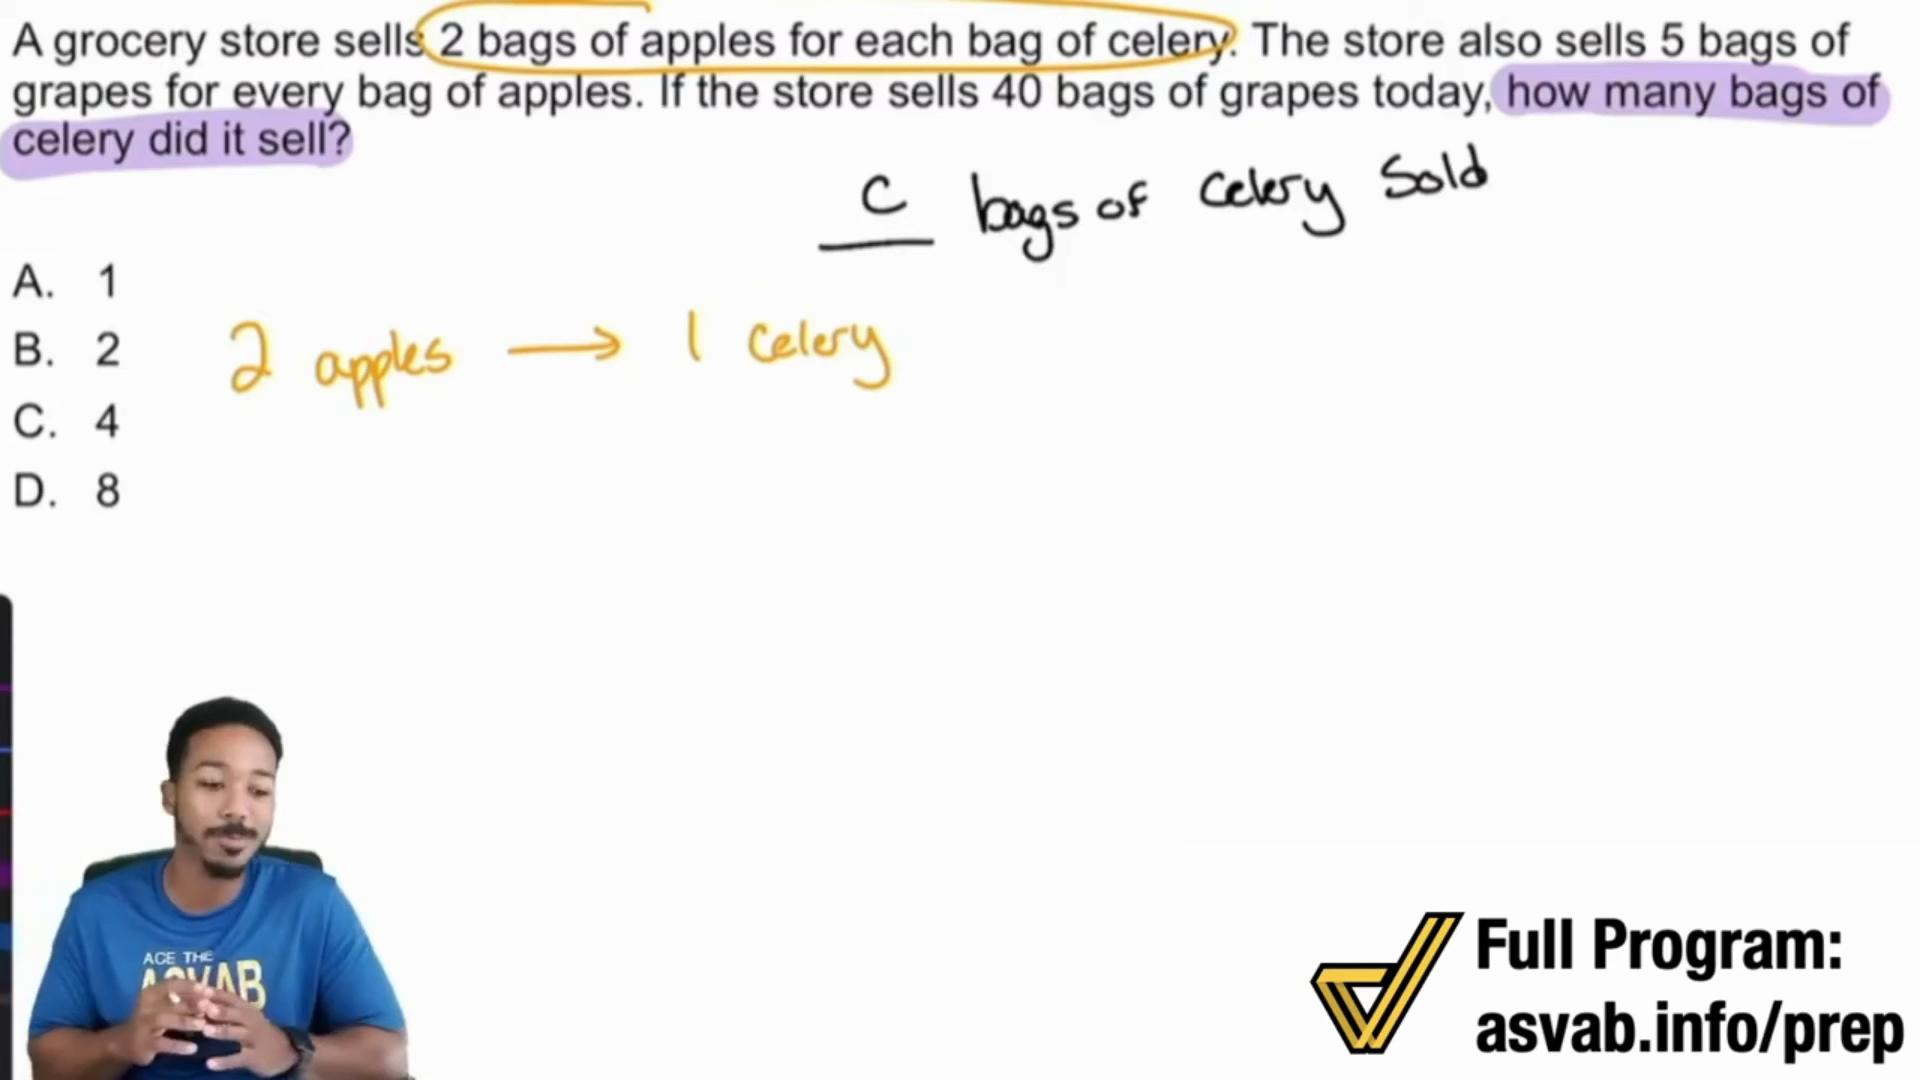 A grocery store sells 2 bags of apples for each bag of celery. The store also sells 5 bags of
grapes for every bag of apples. If the store sells 40 bags of grapes today, how many bags of
celery did it sell?
C bags of celery Sold
A. 1
B. 2
2 apples → 1 celery
C. 4
D. 8
ACE THE
ASVAB
Full Program:
asvab.info/prep